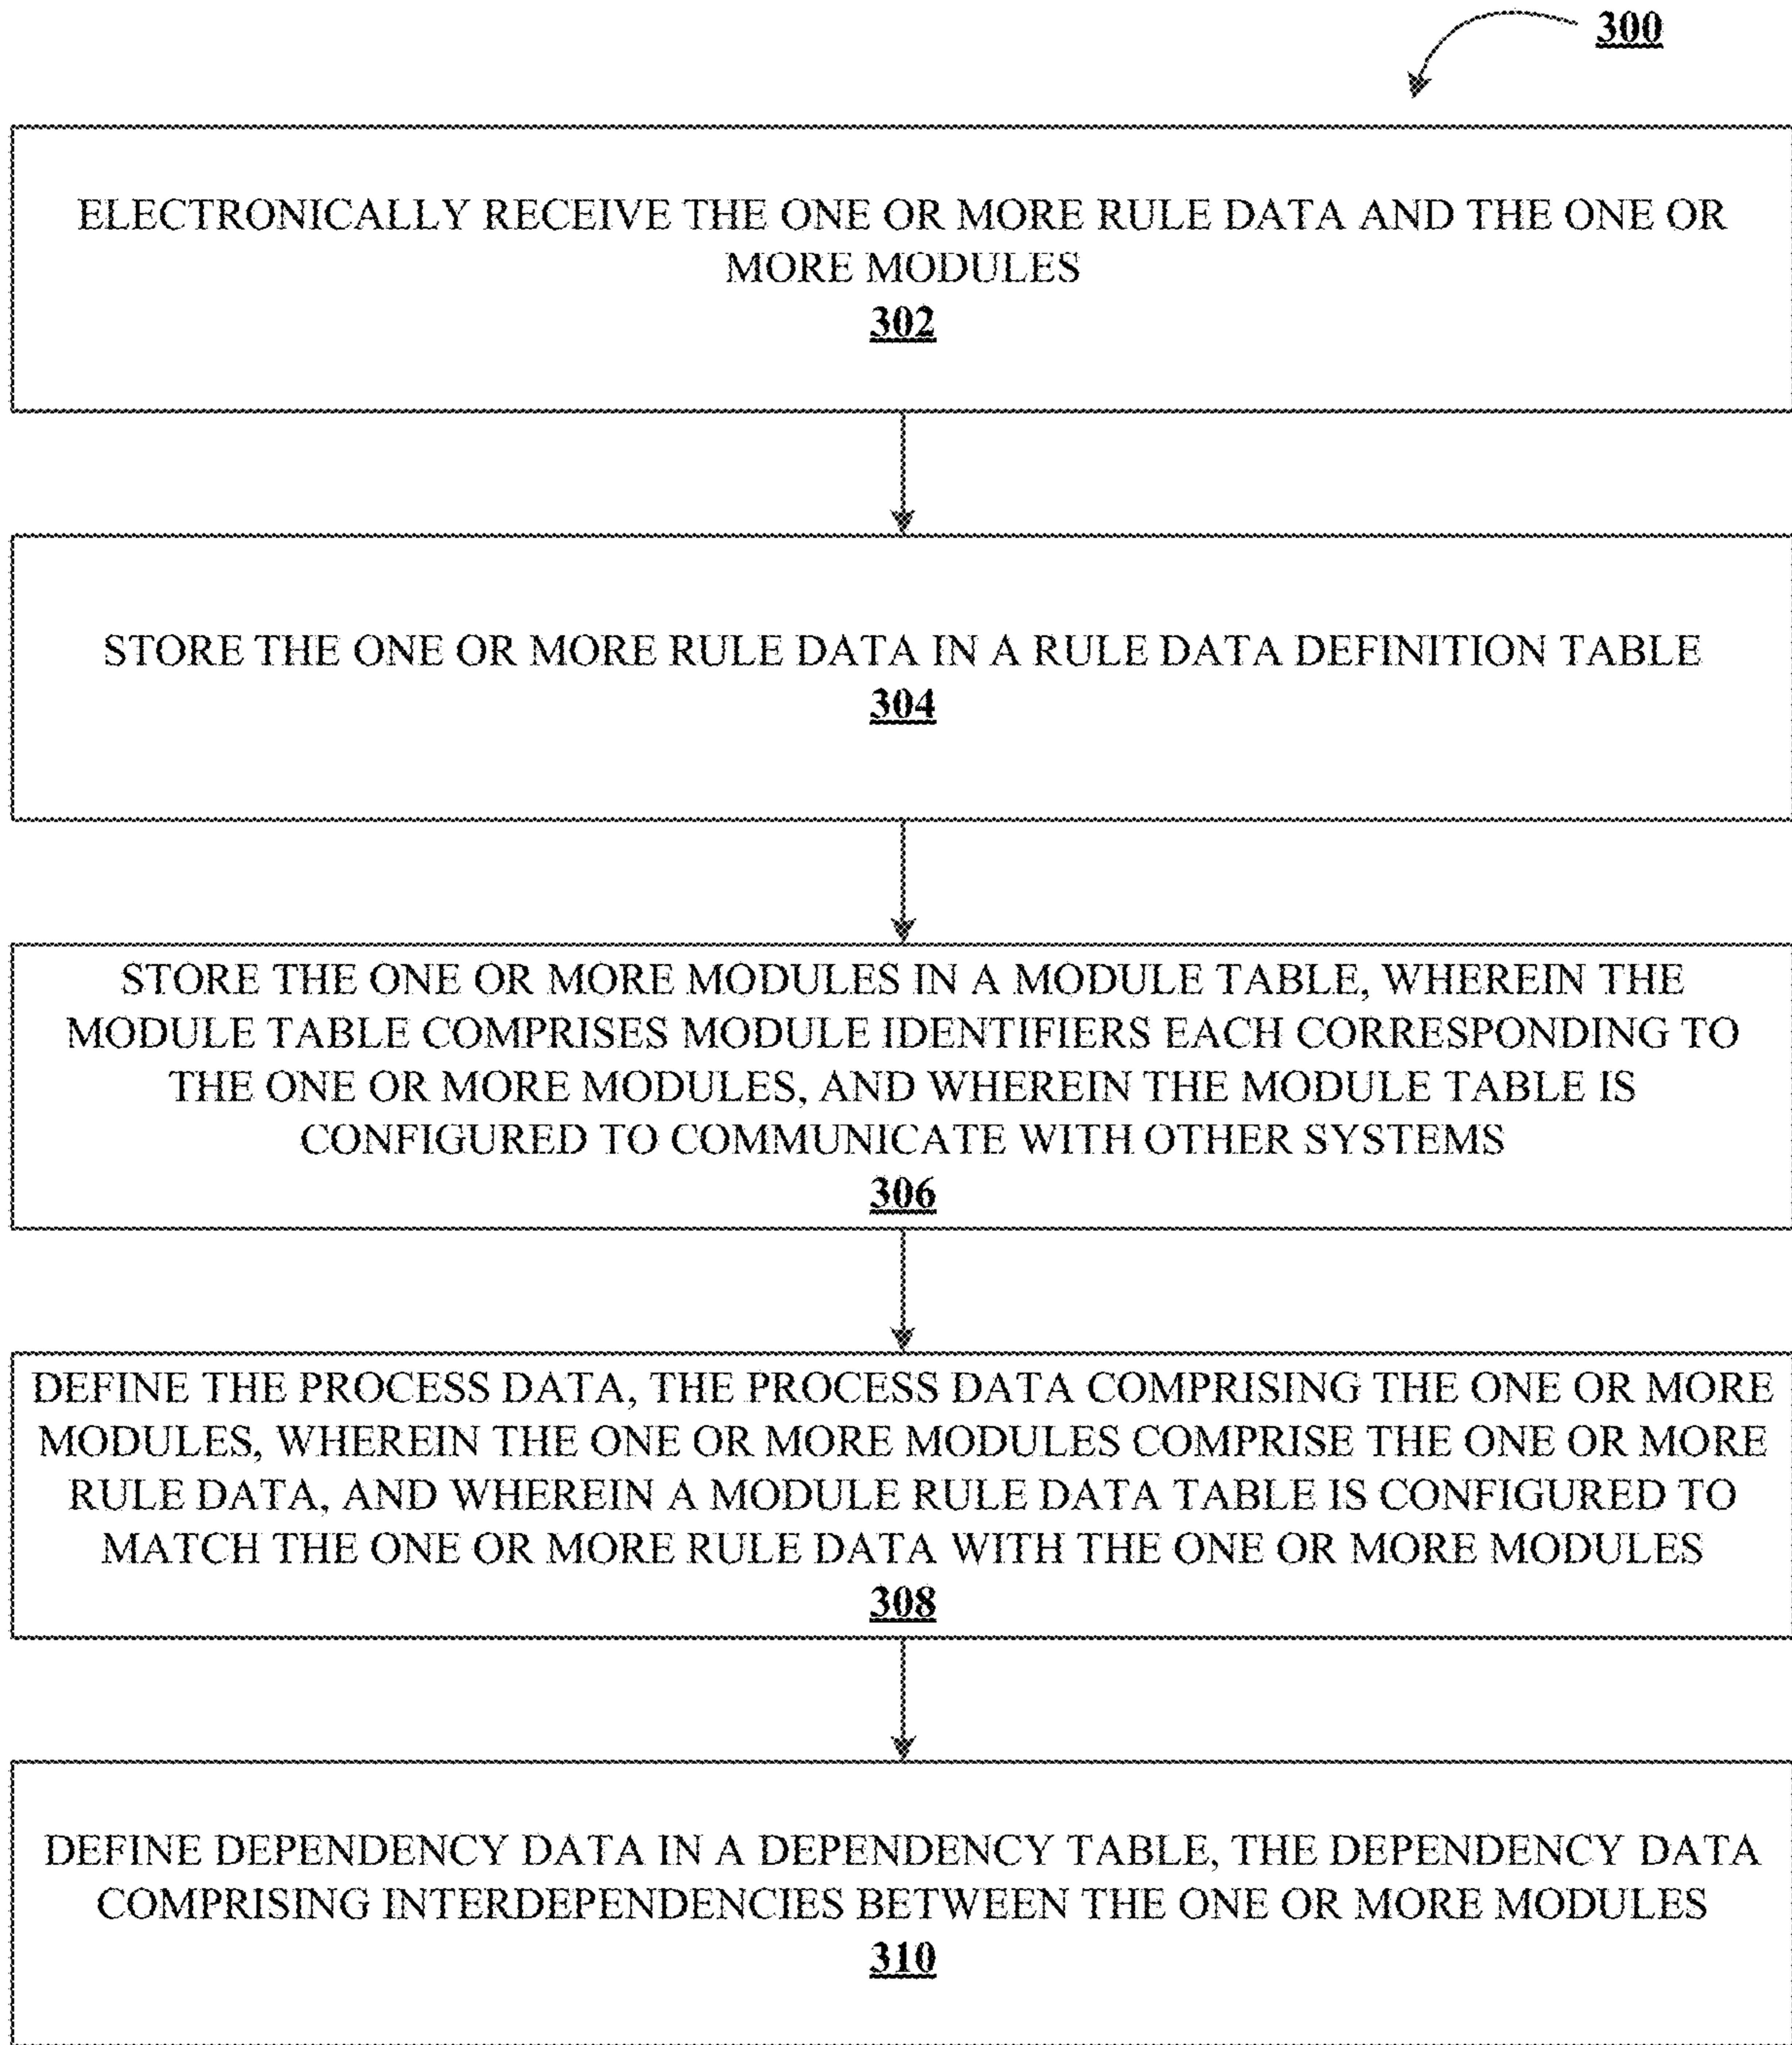 300
ELECTRONICALLY RECEIVE THE ONE OR MORE RULE DATA AND THE ONE OR
MORE MODULES
302
STORE THE ONE OR MORE RULE DATA IN A RULE DATA DEFINITION TABLE
304
STORE THE ONE OR MORE MODULES IN A MODULE TABLE, WHEREIN THE
MODULE TABLE COMPRISES MODULE IDENTIFIERS EACH CORRESPONDING TO
THE ONE OR MORE MODULES, AND WHEREIN THE MODULE TABLE IS
CONFIGURED TO COMMUNICATE WITH OTHER SYSTEMS
306
DEFINE THE PROCESS DATA, THE PROCESS DATA COMPRISING THE ONE OR MORE
MODULES, WHEREIN THE ONE OR MORE MODULES COMPRISE THE ONE OR MORE
RULE DATA, AND WHEREIN A MODULE RULE DATA TABLE IS CONFIGURED TO
MATCH THE ONE OR MORE RULE DATA WITH THE ONE OR MORE MODULES
308
DEFINE DEPENDENCY DATA IN A DEPENDENCY TABLE, THE DEPENDENCY DATA
COMPRISING INTERDEPENDENCIES BETWEEN THE ONE OR MORE MODULES
310